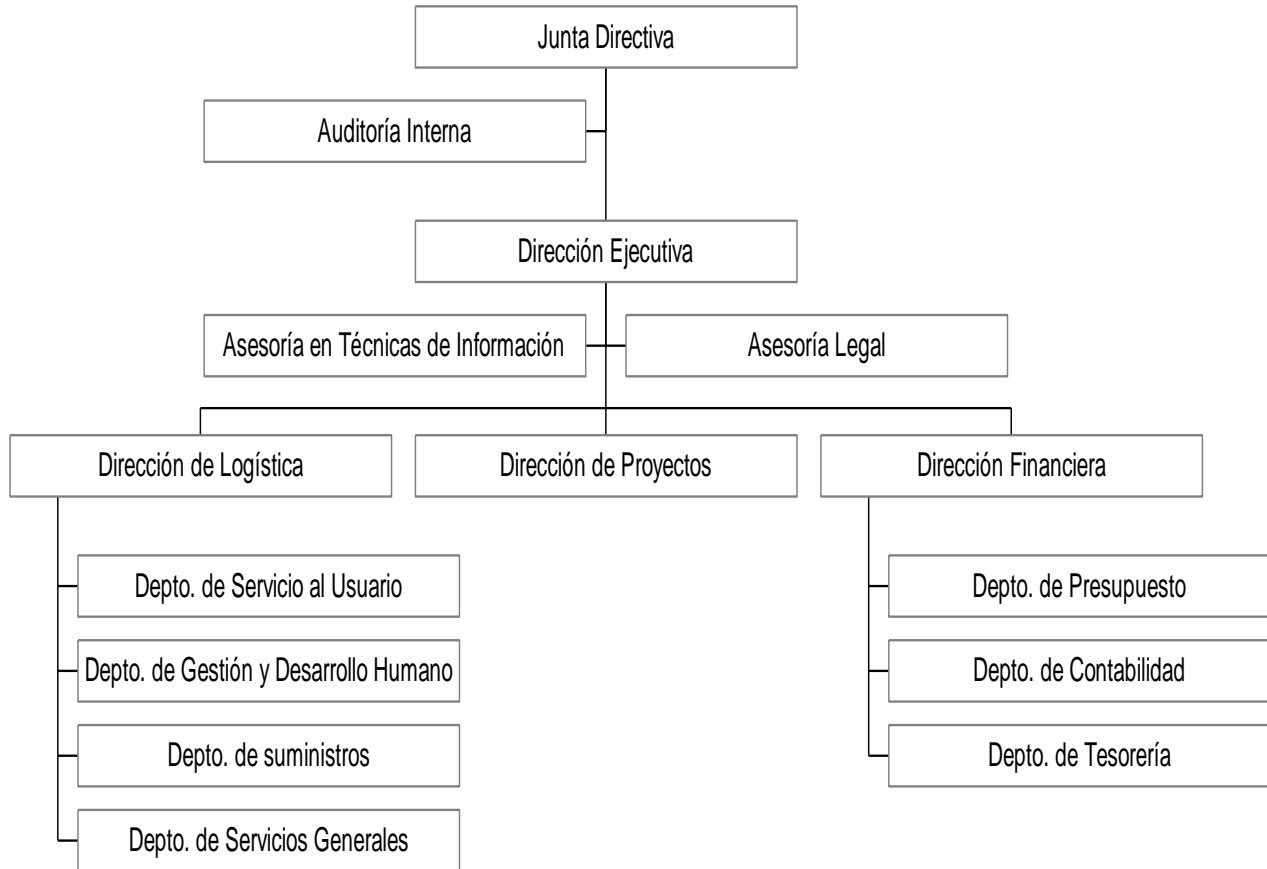 Junta Directiva
Auditoría Interna
Dirección Ejecutiva
Asesoría en Técnicas de Información
Asesoría Legal
Dirección de Logística
Dirección de Proyectos
Dirección Financiera
Depto. de Servicio al Usuario
Depto. de Gestión y Desarrollo Humano
Depto. de suministros
Depto. de Servicios Generales
Depto. de Presupuesto
Depto. de Contabilidad
Depto. de Tesorería